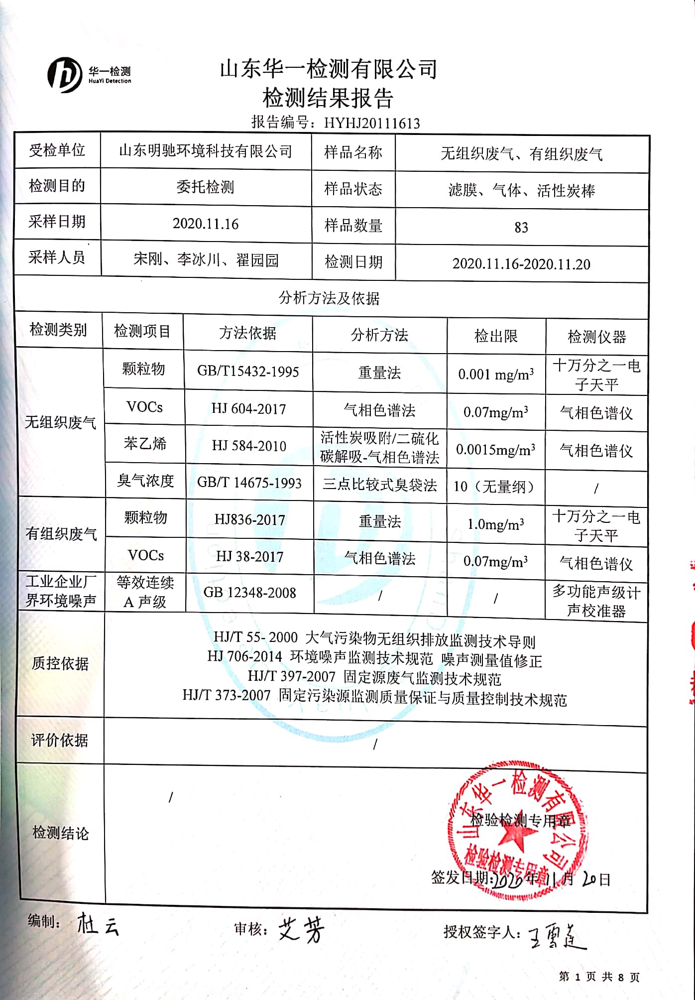 华一检测
HuaYi Detection
山东华一检测有限公司
检测结果报告
报告编号：HYHJ20111613
受检单位 山东明驰环境科技有限公司 样品名称 无组织废气、有组织废气
检测目的 委托检测 样品状态 滤膜、气体、活性炭棒
采样日期 2020.11.16 样品数量 83
采样人员 宋刚、李冰川、翟园园 检测日期 2020.11.16-2020.11.20
分析方法及依据
检测类别 检测项目 方法依据 分析方法 检出限 检测仪器
无组织废气 颗粒物 GB/T15432-1995 重量法 0.001 mg/m³ 十万分之一电
子天平
VOCs HJ 604-2017 气相色谱法 0.07mg/m³ 气相色谱仪
苯乙烯 HJ 584-2010 活性炭吸附/二硫化
碳解吸-气相色谱法 0.0015mg/m³ 气相色谱仪
臭气浓度 GB/T 14675-1993 三点比较式臭袋法 10（无量纲） /
有组织废气 颗粒物 HJ836-2017 重量法 1.0mg/m³ 十万分之一电
子天平
VOCs HJ 38-2017 气相色谱法 0.07mg/m³ 气相色谱仪
工业企业厂
界环境噪声 等效连续
A 声级 GB 12348-2008 / / 多功能声级计
声校准器
质控依据 HJ/T 55- 2000 大气污染物无组织排放监测技术导则
HJ 706-2014 环境噪声监测技术规范 噪声测量值修正
HJ/T 397-2007 固定源废气监测技术规范
HJ/T 373-2007 固定污染源监测质量保证与质量控制技术规范
评价依据 /
检测结论 /
山东华一检测有限公司
检验检测专用章
检验检测专用章
签发日期:2020年11月20日
编制：杜云 审核：艾芳 授权签字人：王雪莲
第 1 页 共 8 页